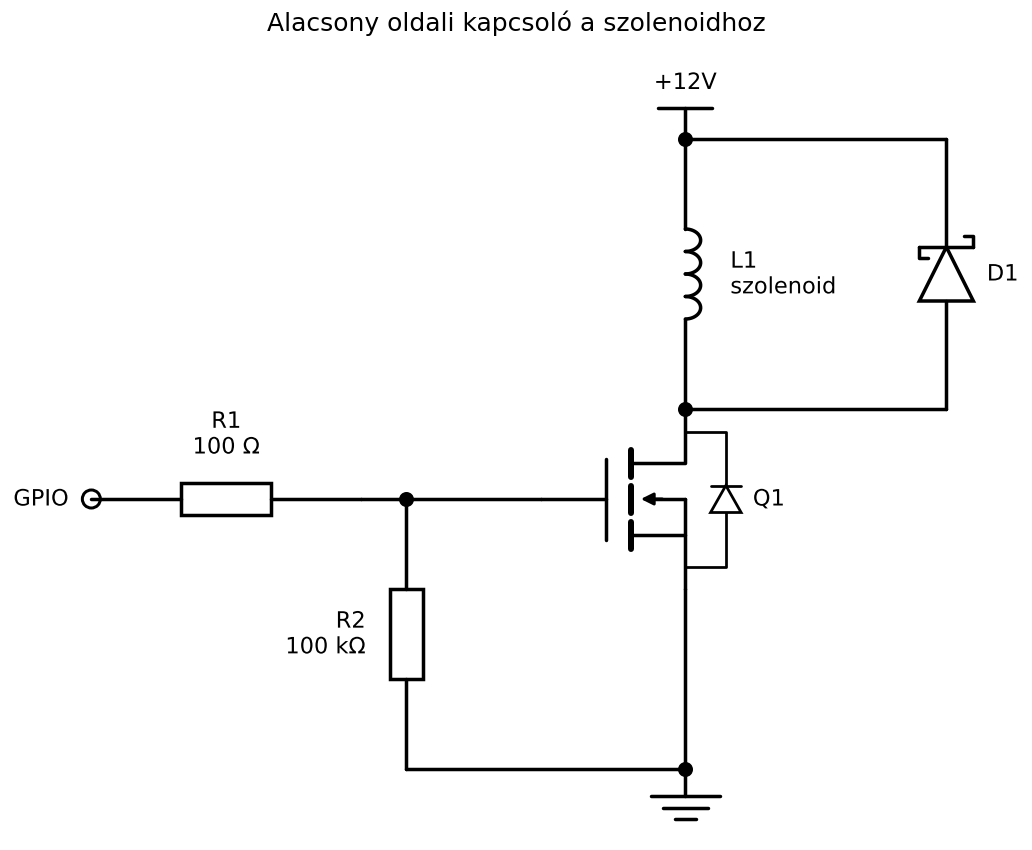 Alacsony oldali kapcsoló a szolenoidhoz
+12V
L1
szolenoid
D1
R1
100 Ω
GPIO
Q1
R2
100 kΩ